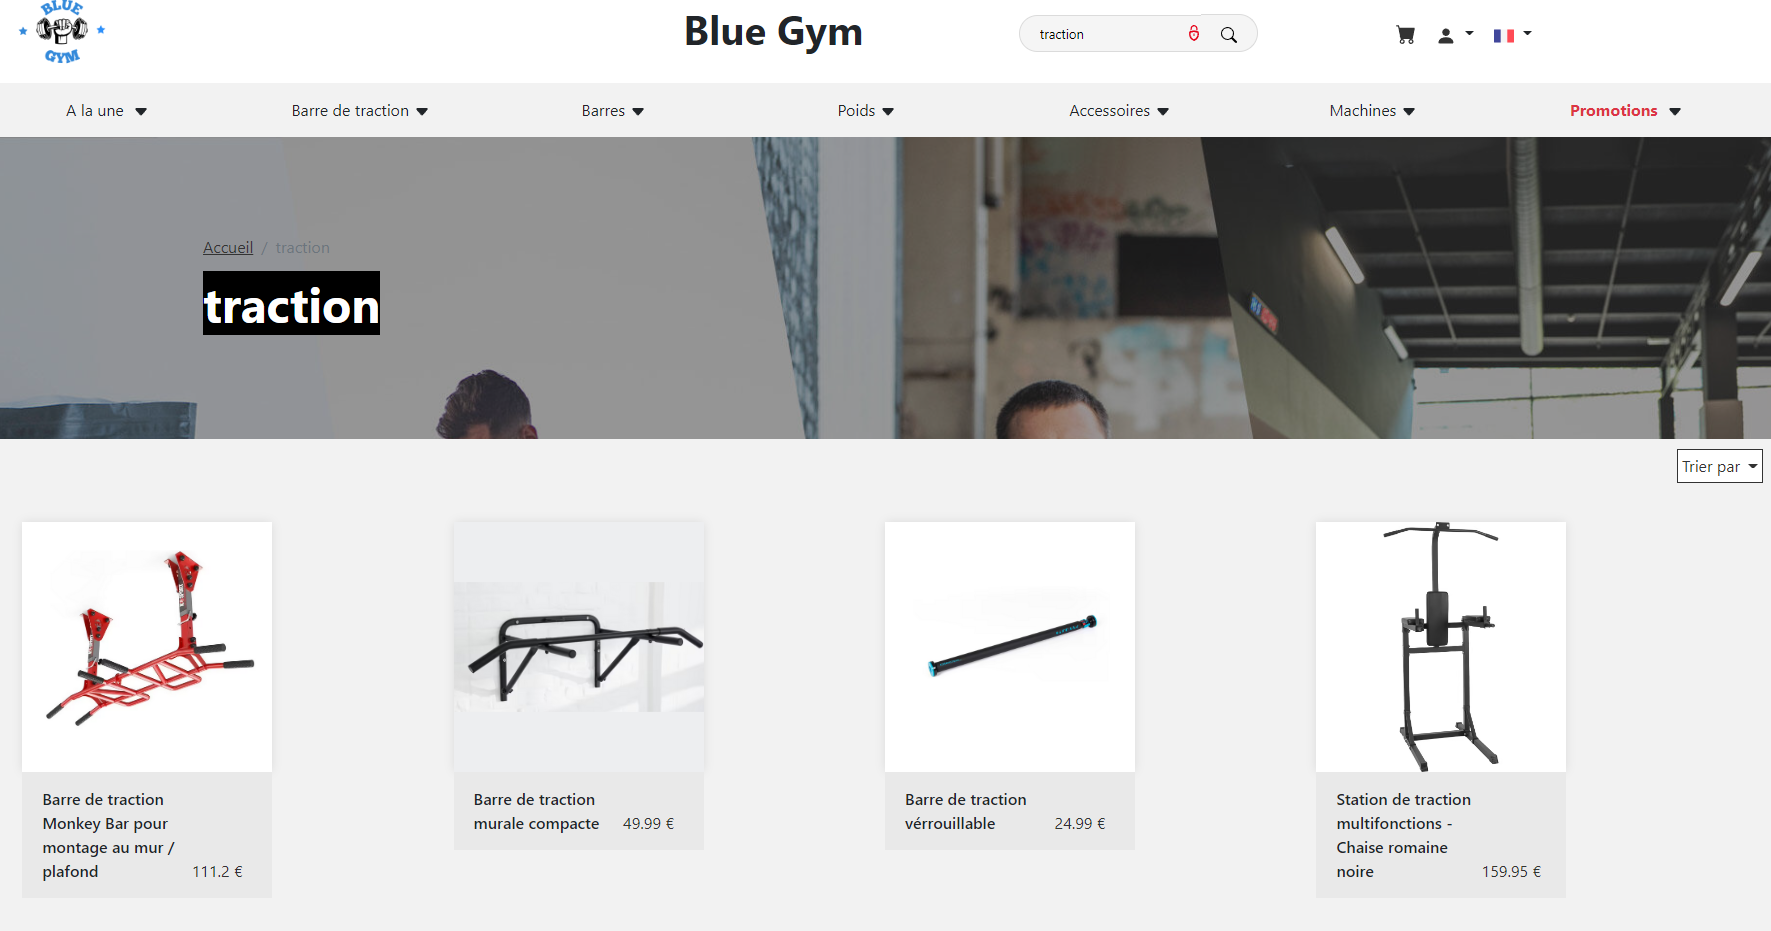 BLUE
GYM
Blue Gym
traction
A la une
Barre de traction
Barres
Poids
Accessoires
Machines
Promotions
Accueil / traction
traction
Trier par
Barre de traction
Monkey Bar pour
montage au mur /
plafond
111.2 €
Barre de traction
murale compacte
49.99 €
Barre de traction
vérrouillable
24.99 €
Station de traction
multifonctions -
Chaise romaine
noire
159.95 €